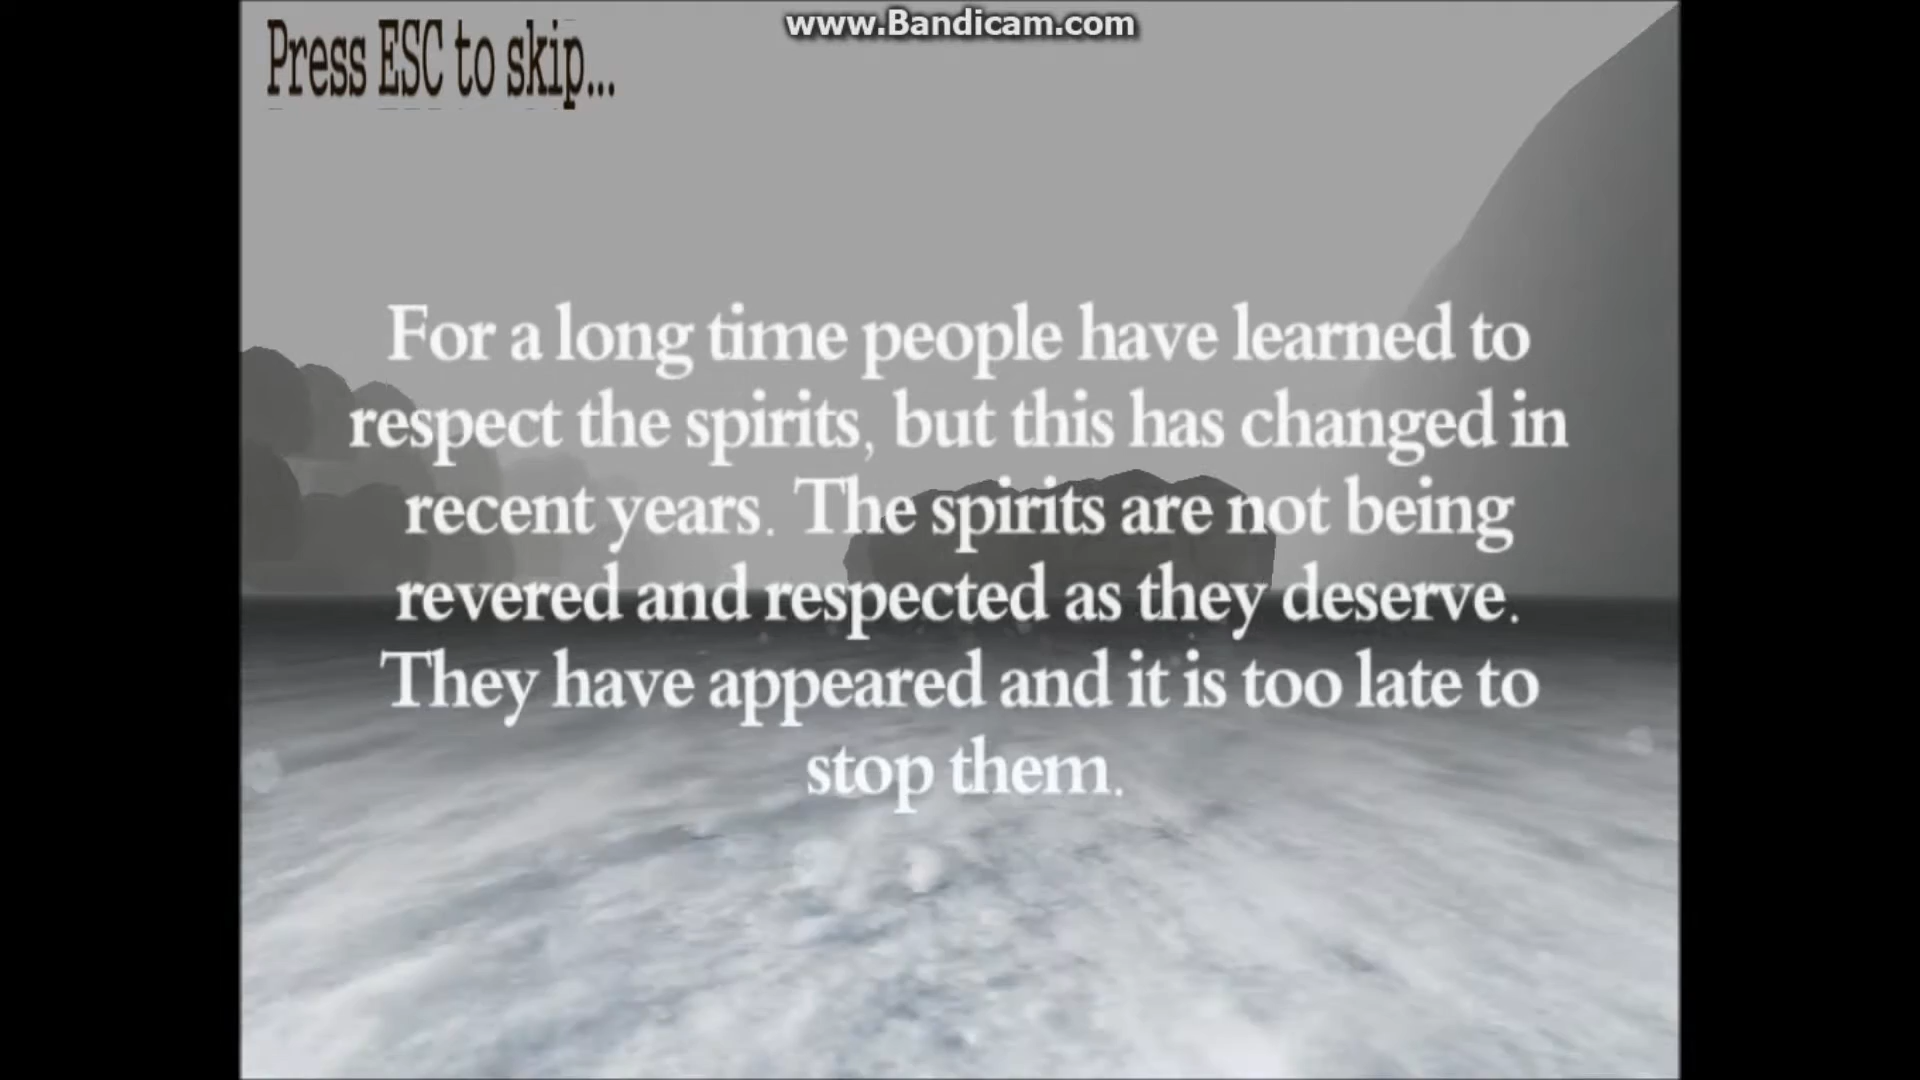 www.Bandicam.com
Press ESC to skip...
For a long time people have learned to
respect the spirits, but this has changed in
recent years. The spirits are not being
revered and respected as they deserve.
They have appeared and it is too late to
stop them.